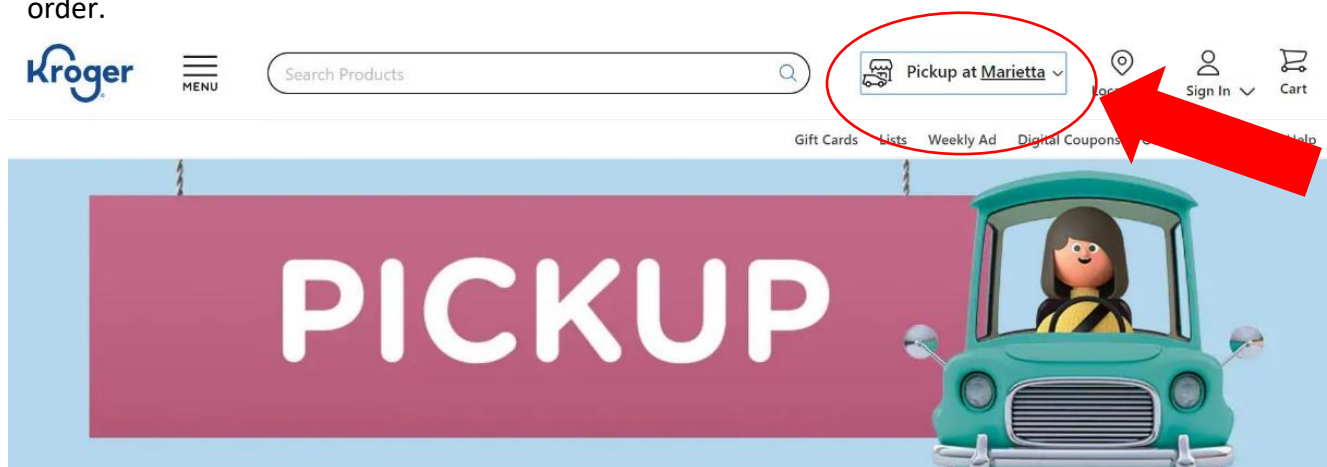 order.
Kroger
MENU
Search Products
Pickup at Marietta
Sign In
Cart
Gift Cards Lists Weekly Ad Digital Coupons Help
PICKUP